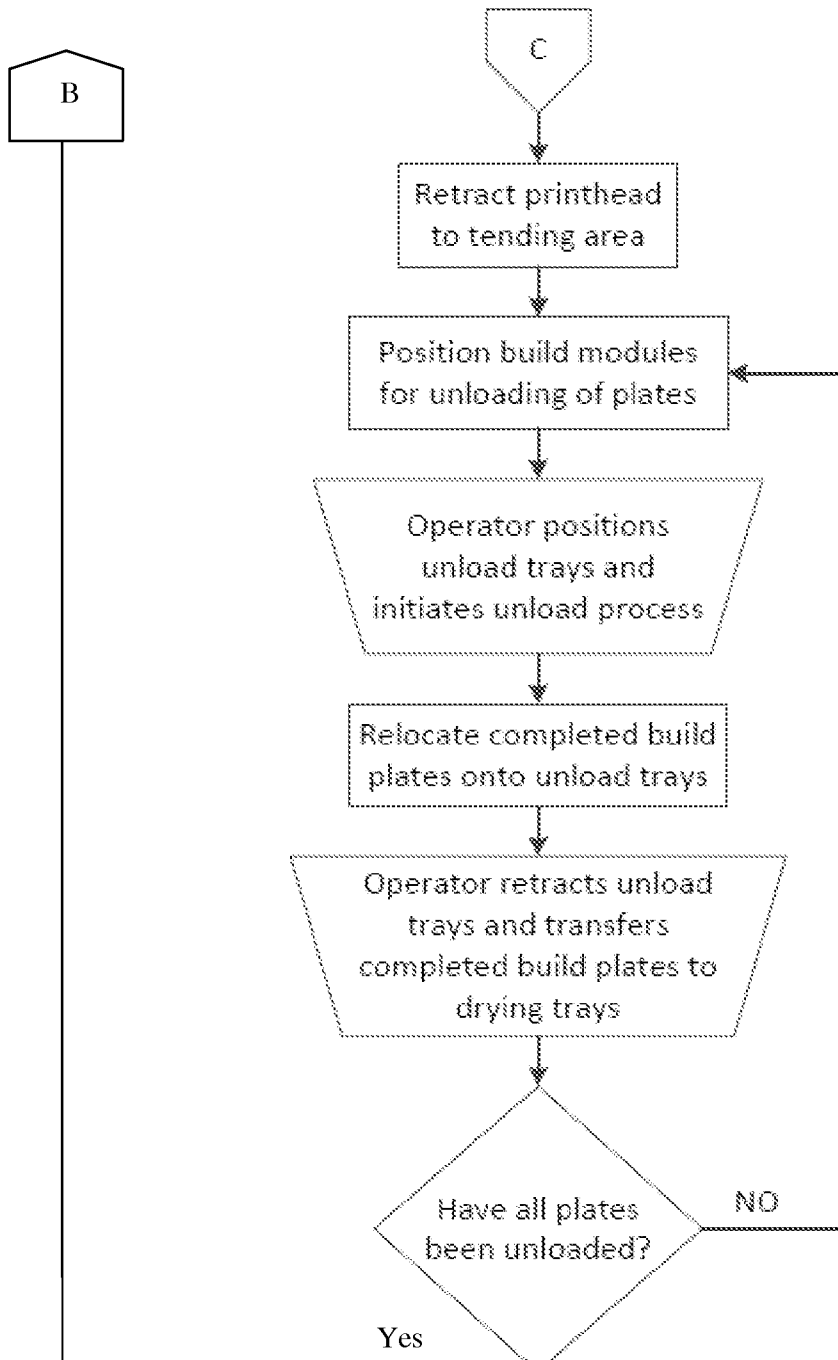 B
C
Retract printhead
to tending area
Position build modules
for unloading of plates
Operator positions
unload trays and
initiates unload process
Relocate completed build
plates onto unload trays
Operator retracts unload
trays and transfers
completed build plates to
drying trays
Have all plates
been unloaded?
NO
Yes